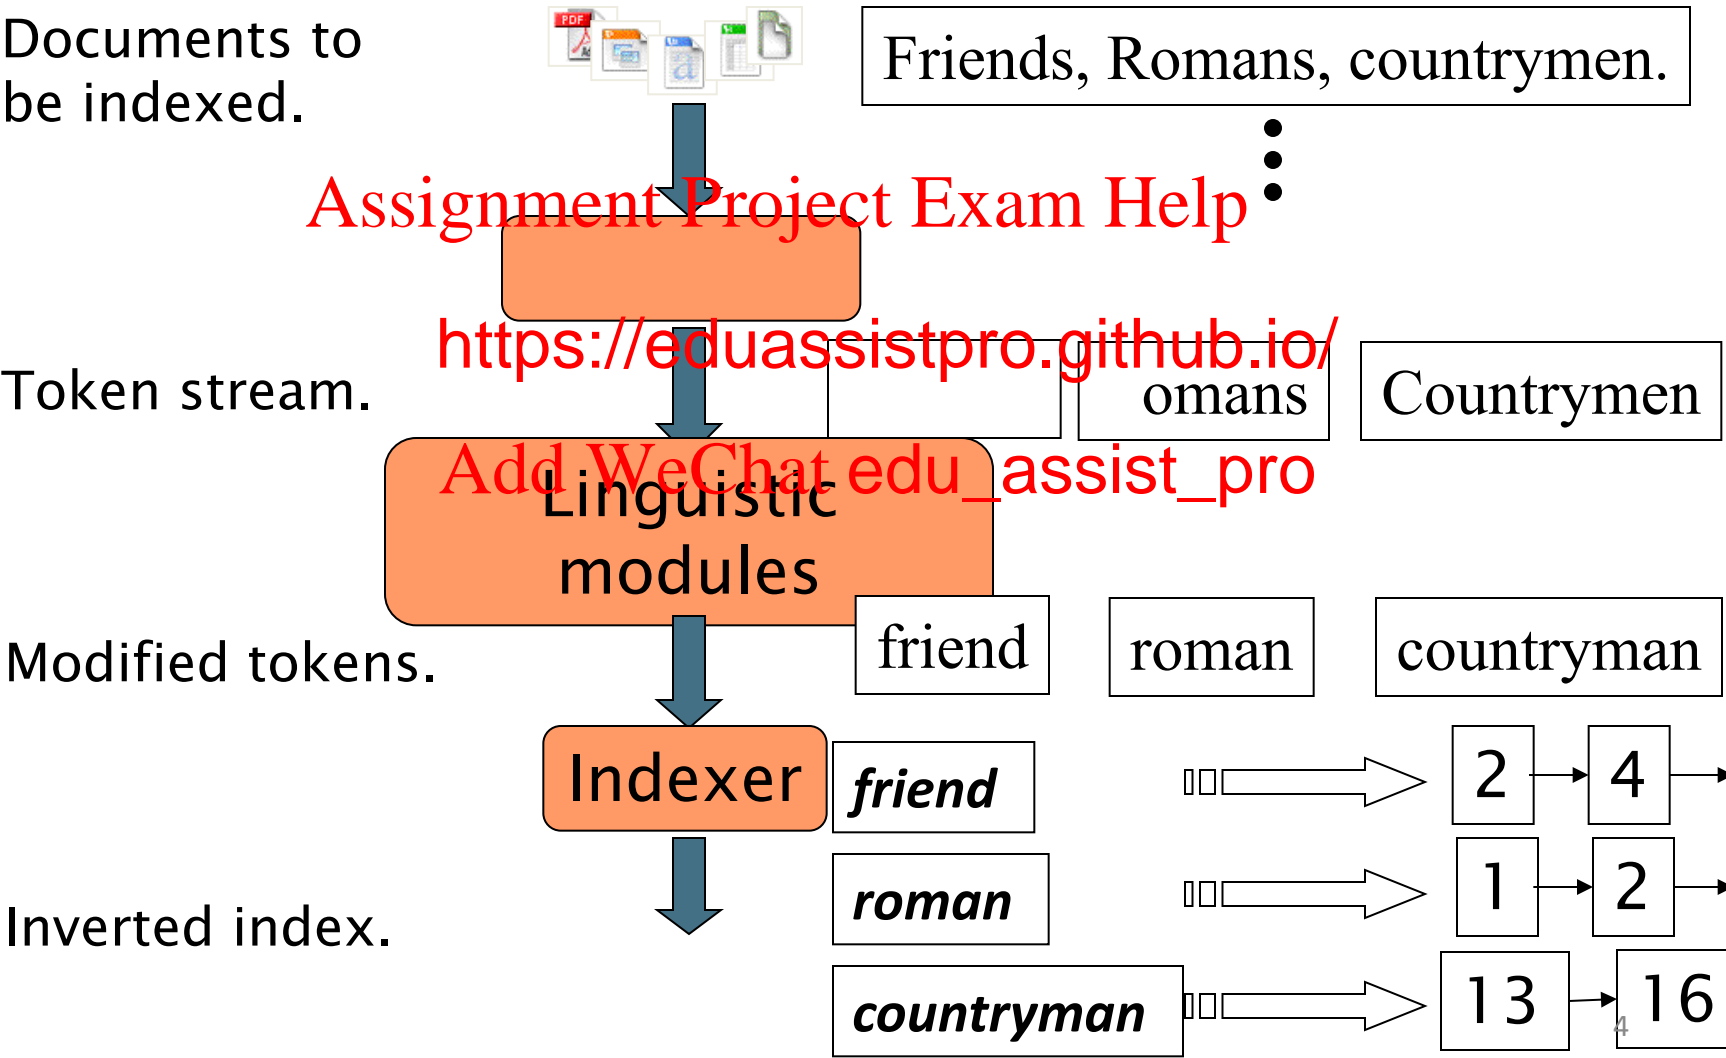 Documents to
be indexed.
PDF
Friends, Romans, countrymen.
Assignment Project Exam Help
https://eduassistpro.github.io/
Token stream.
omans
Countrymen
Add WeChat edu_assist_pro
Linguistic
modules
Modified tokens.
friend
roman
countryman
Indexer
friend
2
4
roman
1
2
Inverted index.
countryman
13
16
4